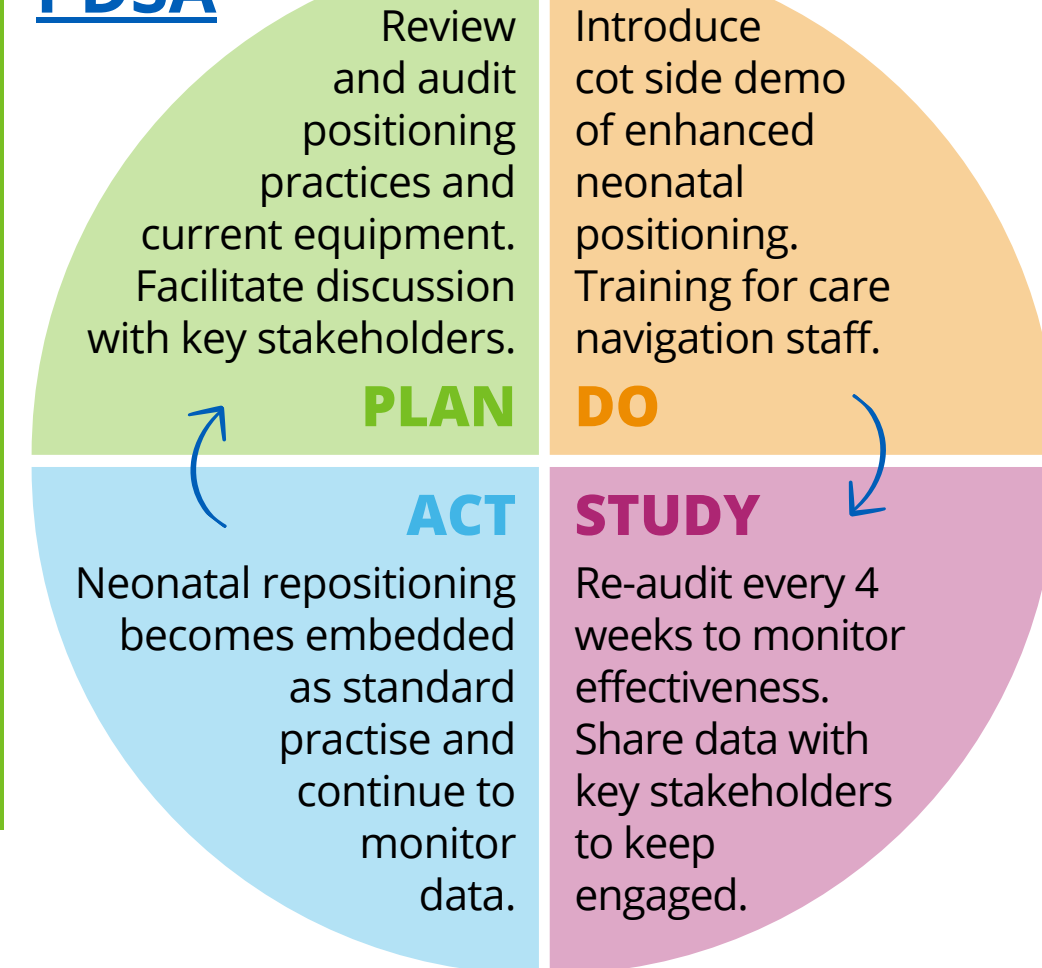 PDSA
Review
and audit
positioning
practices and
current equipment.
Facilitate discussion
with key stakeholders.
PLAN
Introduce
cot side demo
of enhanced
neonatal
positioning.
Training for care
navigation staff.
DO
STUDY
Re-audit every 4
weeks to monitor
effectiveness.
Share data with
key stakeholders
to keep
engaged.
ACT
Neonatal repositioning
becomes embedded
as standard
practise and
continue to
monitor
data.